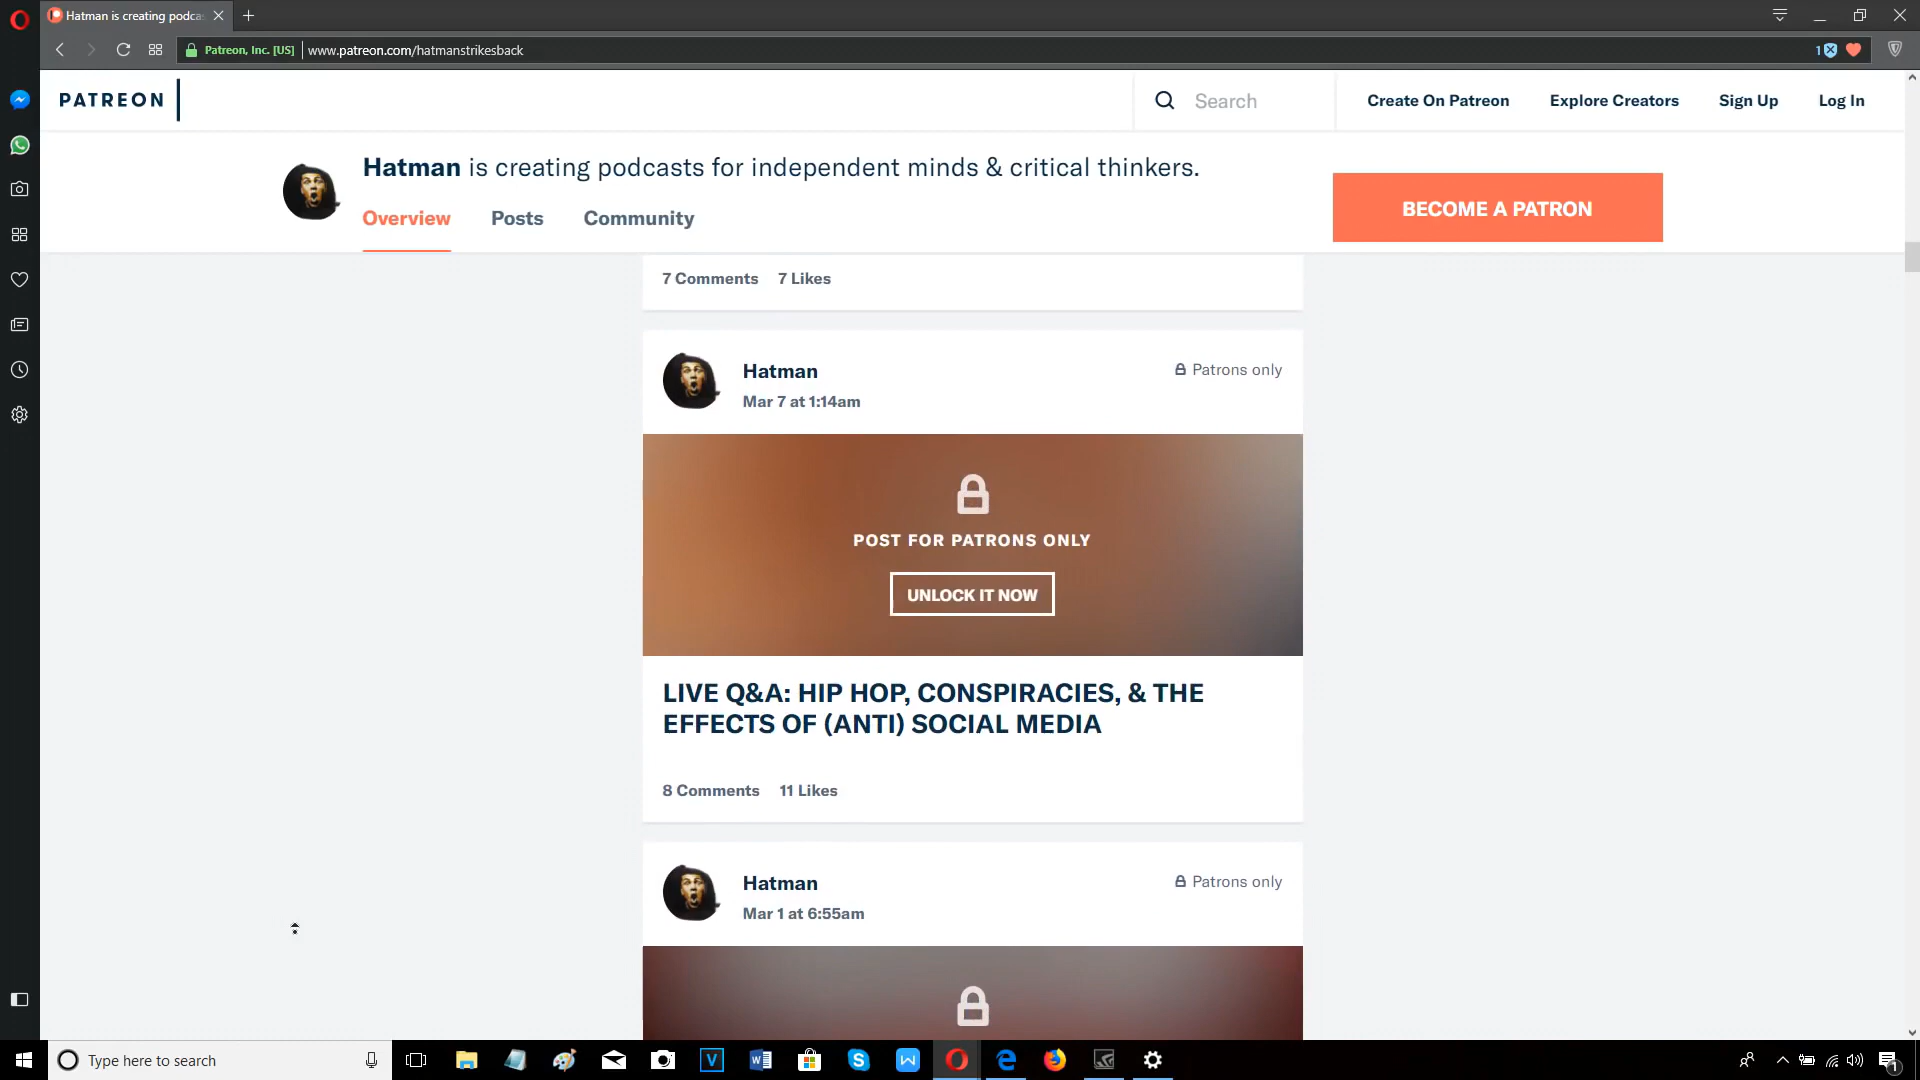 Hatman is creating podca
Patreon, Inc. [US]
www.patreon.com/hatmanstrikesback
1
PATREON
Search
Create On Patreon
Explore Creators
Sign Up
Log In
Hatman is creating podcasts for independent minds & critical thinkers.
Overview
Posts
Community
BECOME A PATRON
7 Comments
7 Likes
Hatman
Patrons only
Mar 7 at 1:14am
POST FOR PATRONS ONLY
UNLOCK IT NOW
LIVE Q&A: HIP HOP, CONSPIRACIES, & THE
EFFECTS OF (ANTI) SOCIAL MEDIA
8 Comments
11 Likes
Hatman
Patrons only
Mar 1 at 6:55am
Type here to search
1